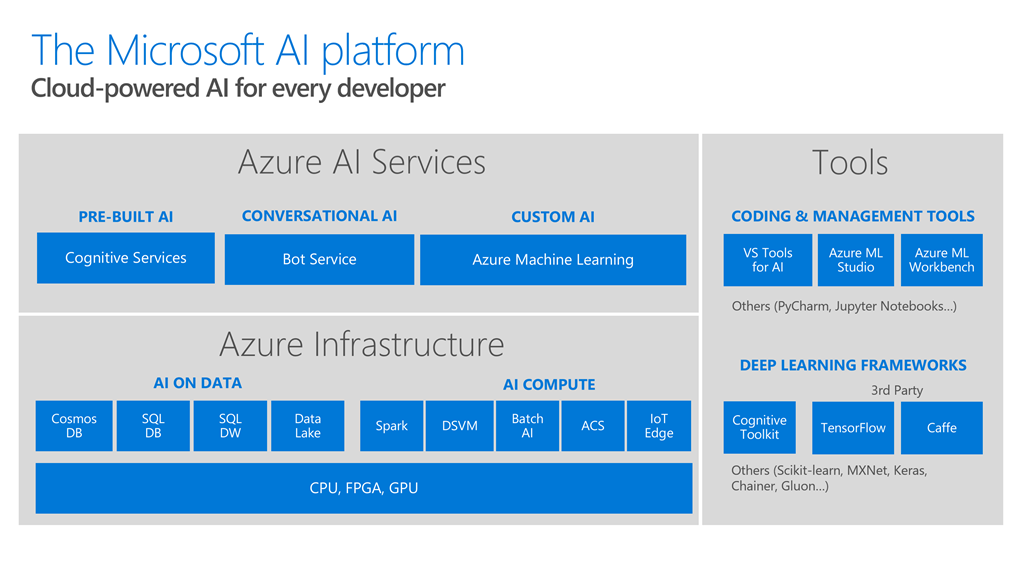 The Microsoft AI platform
Cloud-powered AI for every developer
Azure AI Services
PRE-BUILT AI
CONVERSATIONAL AI
CUSTOM AI
Cognitive Services
Bot Service
Azure Machine Learning
Azure Infrastructure
AI ON DATA
AI COMPUTE
Cosmos
DB
SQL
DB
SQL
DW
Data
Lake
Spark
DSVM
Batch
AI
ACS
IoT
Edge
CPU, FPGA, GPU
Tools
CODING & MANAGEMENT TOOLS
VS Tools
for AI
Azure ML
Studio
Azure ML
Workbench
Others (PyCharm, Jupyter Notebooks...)
DEEP LEARNING FRAMEWORKS
3rd Party
Cognitive
Toolkit
TensorFlow
Caffe
Others (Scikit-learn, MXNet, Keras,
Chainer, Gluon...)